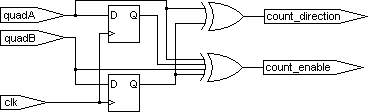 quadA
D Q
count_direction
quadB
count_enable
D Q
clk